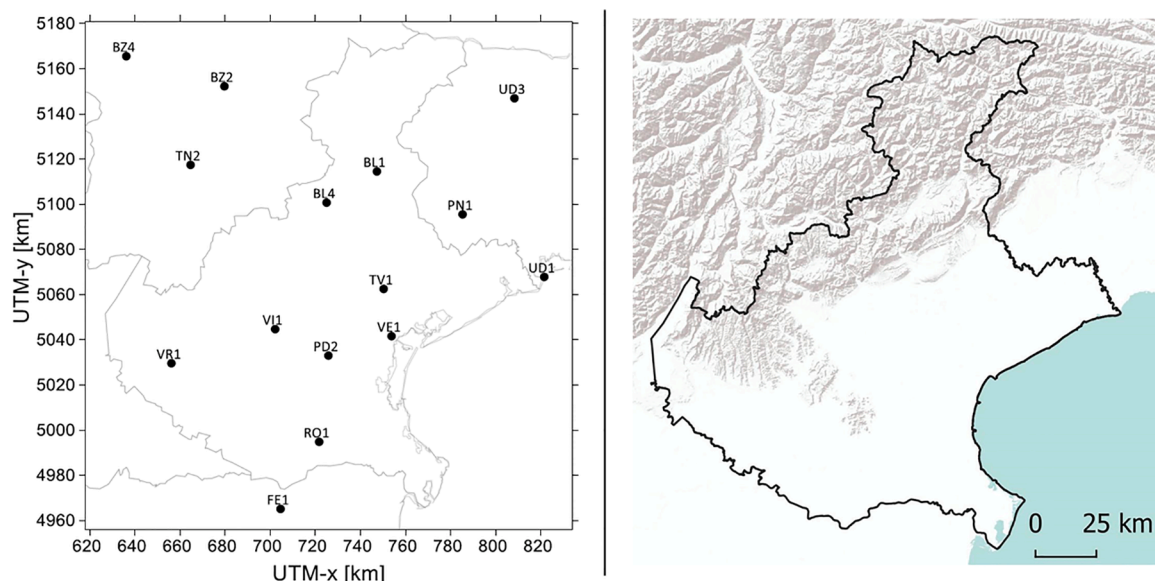 5180
5160
5140
5120
5100
5080
5060
5040
5020
5000
4980
4960
UTM-y [km]
BZ4
BZ2
UD3
TN2
BL1
BL4
PN1
UD1
TV1
VI1
VE1
PD2
VR1
RO1
FE1
620 640 660 680 700 720 740 760 780 800 820
UTM-x [km]
0 25 km